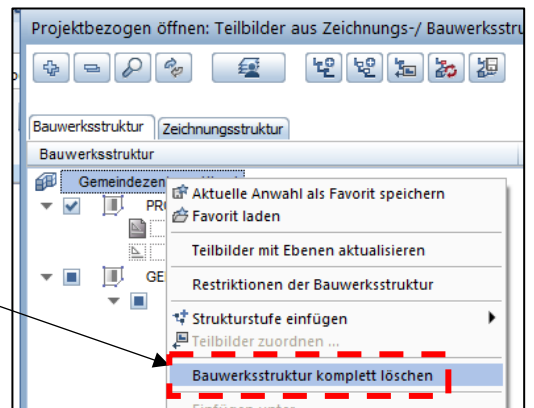 Projektbezogen öffnen: Teilbilder aus Zeichnungs-/ Bauwerksstru
Bauwerksstruktur Zeichnungsstruktur
Bauwerksstruktur
Aktuelle Anwahl als Favorit speichern
Favorit laden
Teilbilder mit Ebenen aktualisieren
Restriktionen der Bauwerksstruktur
Strukturstufe einfügen
Teilbilder zuordnen ...
Bauwerksstruktur komplett löschen